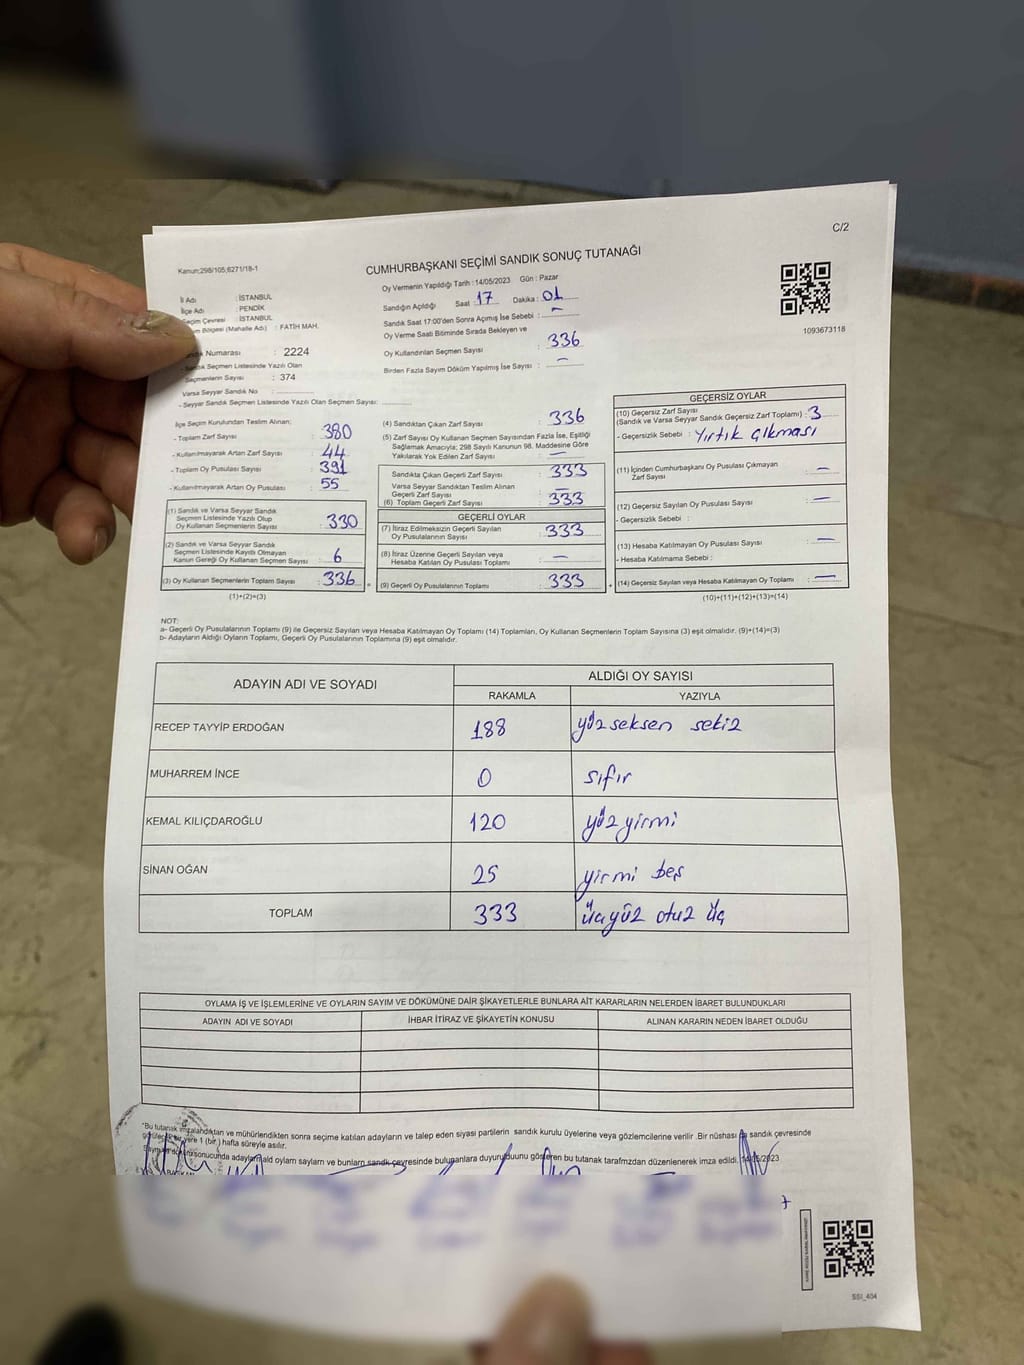 C/2
Kanun:298/105,6271/18-1
CUMHURBAŞKANI SEÇİMİ SANDIK SONUÇ TUTANAĞI
1093673118
İl Adı : İSTANBUL
İlçe Adı : PENDİK
Seçim Çevresi : İSTANBUL
Bölgesi (Mahalle Adı) : FATİH MAH.
Numarası : 2224
Sandık Seçmen Listesinde Yazılı Olan
Seçmenlerin Sayısı : 374
Varsa Seyyar Sandık No :
- Seyyar Sandık Seçmen Listesinde Yazılı Olan Seçmen Sayısı:
Oy Vermenin Yapıldığı Tarih : 14/05/2023 Gün : Pazar
Sandığın Açıldığı Saat : 17 Dakika : 01
Sandık Saat 17:00'den Sonra Açılmış İse Sebebi : —
Oy Verme Saati Bitiminde Sırada Bekleyen ve
Oy Kullandırılan Seçmen Sayısı : 336
Birden Fazla Sayım Döküm Yapılmış İse Sayısı : —
İlçe Seçim Kurulundan Teslim Alınan;
- Toplam Zarf Sayısı : 380
- Kullanılmayarak Artan Zarf Sayısı : 44
- Toplam Oy Pusulası Sayısı : 391
- Kullanılmayarak Artan Oy Pusulası : 55
(1) Sandık ve Varsa Seyyar Sandık
Seçmen Listesinde Yazılı Olup
Oy Kullanan Seçmenlerin Sayısı : 330
(2) Sandık ve Varsa Seyyar Sandık
Seçmen Listesinde Kayıtlı Olmayan
Kanun Gereği Oy Kullanan Seçmen Sayısı : 6
(3) Oy Kullanan Seçmenlerin Toplam Sayısı : 336
(1)+(2)=(3)
(4) Sandıktan Çıkan Zarf Sayısı : 336
(5) Zarf Sayısı Oy Kullanan Seçmen Sayısından Fazla İse, Eşitliği
Sağlamak Amacıyla; 298 Sayılı Kanunun 98. Maddesine Göre
Yakılarak Yok Edilen Zarf Sayısı : —
Sandıkta Çıkan Geçerli Zarf Sayısı : 333
Varsa Seyyar Sandıktan Teslim Alınan
Geçerli Zarf Sayısı : —
(6) Toplam Geçerli Zarf Sayısı : 333
GEÇERLİ OYLAR
(7) İtiraz Edilmeksizin Geçerli Sayılan
Oy Pusulalarının Sayısı : 333
(8) İtiraz Üzerine Geçerli Sayılan veya
Hesaba Katılan Oy Pusulası Toplamı : —
= (9) Geçerli Oy Pusulalarının Toplamı : 333 +
GEÇERSİZ OYLAR
(10) Geçersiz Zarf Sayısı
(Sandık ve Varsa Seyyar Sandık Geçersiz Zarf Toplamı) : 3
- Geçersizlik Sebebi : Yırtık çıkması
(11) İçinden Cumhurbaşkanı Oy Pusulası Çıkmayan
Zarf Sayısı : —
(12) Geçersiz Sayılan Oy Pusulası Sayısı : —
- Geçersizlik Sebebi :
(13) Hesaba Katılmayan Oy Pusulası Sayısı : —
- Hesaba Katılmama Sebebi :
(14) Geçersiz Sayılan veya Hesaba Katılmayan Oy Toplamı : —
(10)+(11)+(12)+(13)=(14)
NOT:
a- Geçerli Oy Pusulalarının Toplamı (9) ile Geçersiz Sayılan veya Hesaba Katılmayan Oy Toplamı (14) Toplamları, Oy Kullanan Seçmenlerin Toplam Sayısına (3) eşit olmalıdır. (9)+(14)=(3)
b- Adayların Aldığı Oyların Toplamı, Geçerli Oy Pusulalarının Toplamına (9) eşit olmalıdır.
ADAYIN ADI VE SOYADI ALDIĞI OY SAYISI
RAKAMLA YAZIYLA
RECEP TAYYİP ERDOĞAN 188 yüzseksen sekiz
MUHARREM İNCE 0 sıfır
KEMAL KILIÇDAROĞLU 120 yüzyirmi
SİNAN OĞAN 25 yirmi beş
TOPLAM 333 üçyüz otuz üç
OYLAMA İŞ VE İŞLEMLERİNE VE OYLARIN SAYIM VE DÖKÜMÜNE DAİR ŞİKAYETLERLE BUNLARA AİT KARARLARIN NELERDEN İBARET BULUNDUKLARI
ADAYIN ADI VE SOYADI İHBAR İTİRAZ VE ŞİKAYETİN KONUSU ALINAN KARARIN NEDEN İBARET OLDUĞU
"Bu tutanak imzalandıktan ve mühürlendikten sonra seçime katılan adayların ve talep eden siyasi partilerin sandık kurulu üyelerine veya gözlemcilerine verilir .Bir nüshası da sandık çevresinde
görülecek bir yere 1 (bir ) hafta süreyle asılır.
sonucunda adayların oyların sayıları ve bunların sandık çevresinde bulunanlara duyurulduğunu gösteren bu tutanak tarafımızdan düzenlenerek imza edildi. 14/05/2023
SSI_404